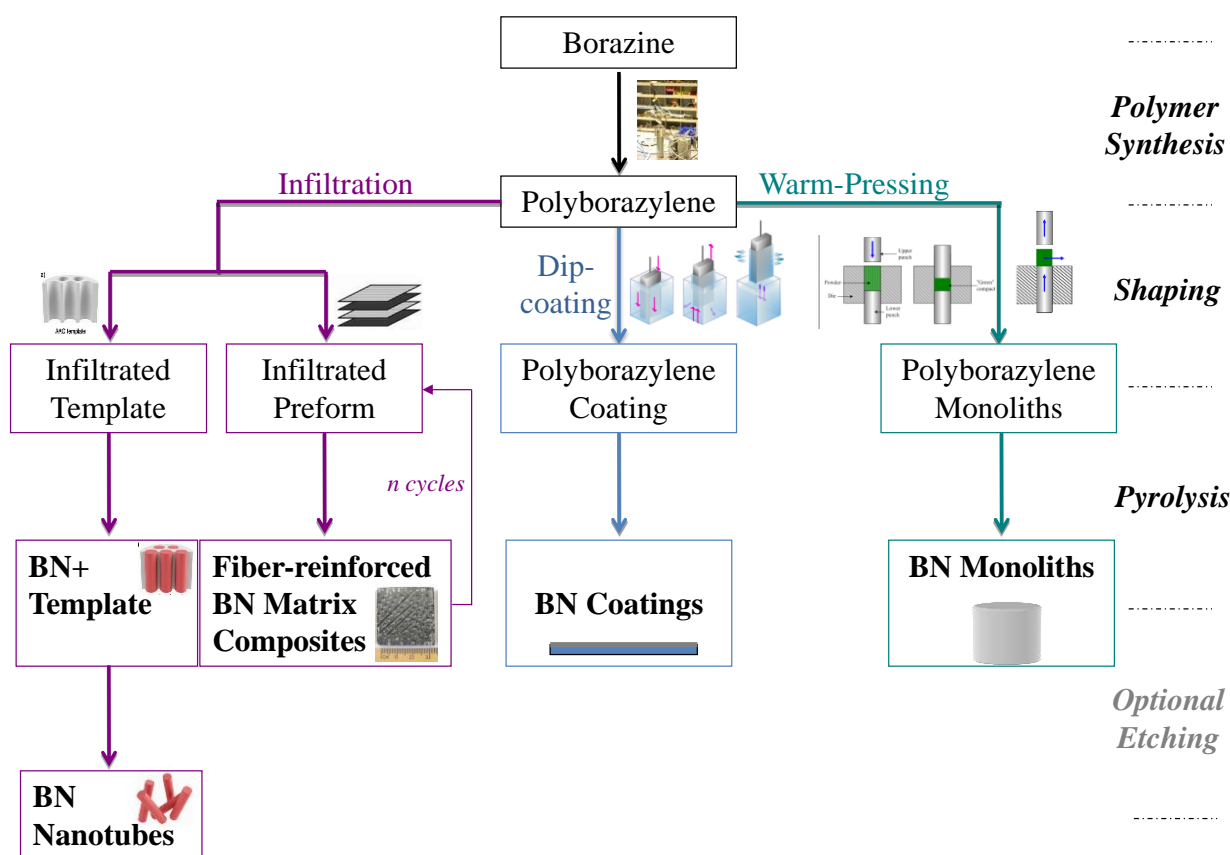 Borazine
Polymer
Synthesis
Infiltration
Polyborazylene
Warm-Pressing
Dip-
coating
Upper
punch
Powder
Die
Lower
punch
"Green"
compact
Shaping
a)
AAO template
Infiltrated
Template
Infiltrated
Preform
Polyborazylene
Coating
Polyborazylene
Monoliths
n cycles
Pyrolysis
BN+
Template
Fiber-reinforced
BN Matrix
Composites
BN Coatings
BN Monoliths
Optional
Etching
BN
Nanotubes